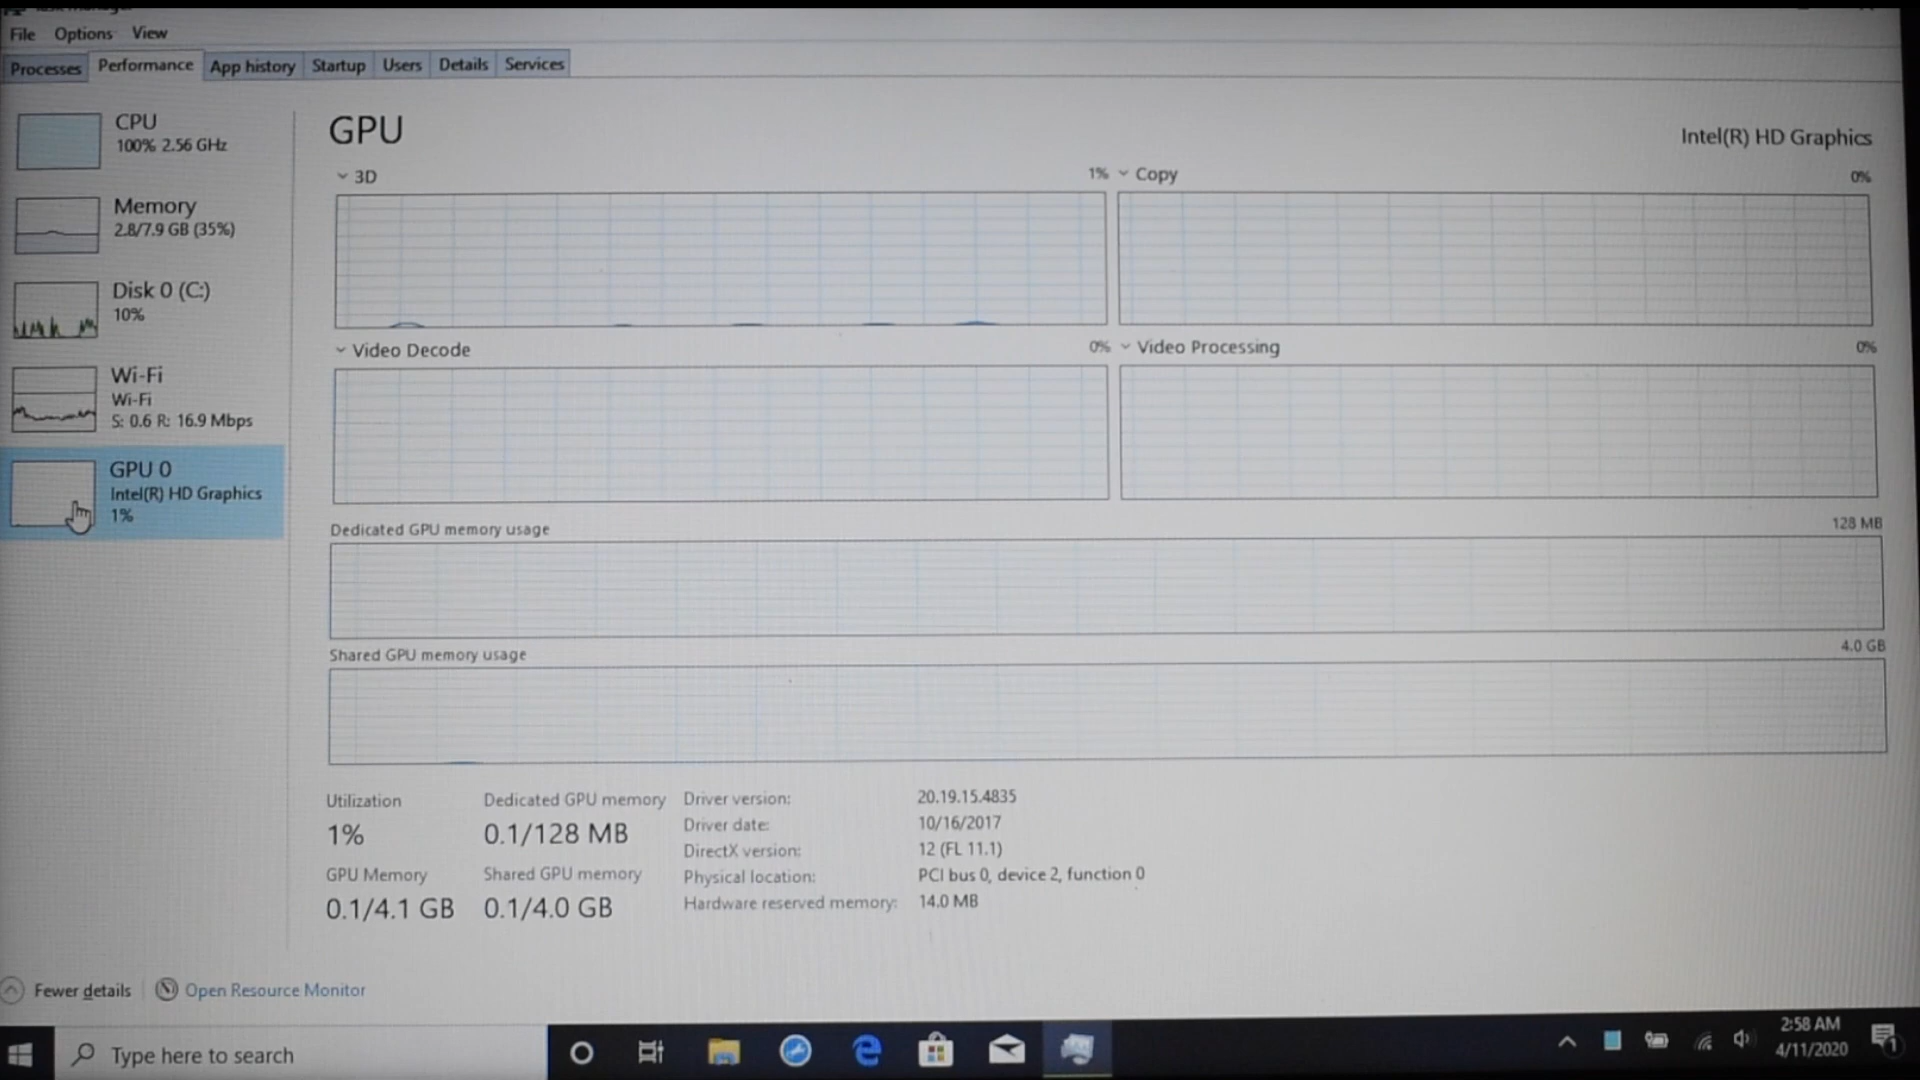 File Options View
Processes Performance App history Startup Users Details Services
CPU
100% 2.56 GHz
Memory
2.8/7.9 GB (35%)
Disk 0 (C:)
10%
Wi-Fi
Wi-Fi
S: 0.6 R: 16.9 Mbps
GPU 0
Intel(R) HD Graphics
1%
GPU
Intel(R) HD Graphics
3D 1%
Copy 0%
Video Decode 0%
Video Processing 0%
Dedicated GPU memory usage 128 MB
Shared GPU memory usage 4.0 GB
Utilization
1%
Dedicated GPU memory
0.1/128 MB
GPU Memory
0.1/4.1 GB
Shared GPU memory
0.1/4.0 GB
Driver version: 20.19.15.4835
Driver date: 10/16/2017
DirectX version: 12 (FL 11.1)
Physical location: PCI bus 0, device 2, function 0
Hardware reserved memory: 14.0 MB
Fewer details Open Resource Monitor
Type here to search
2:58 AM
4/11/2020
1